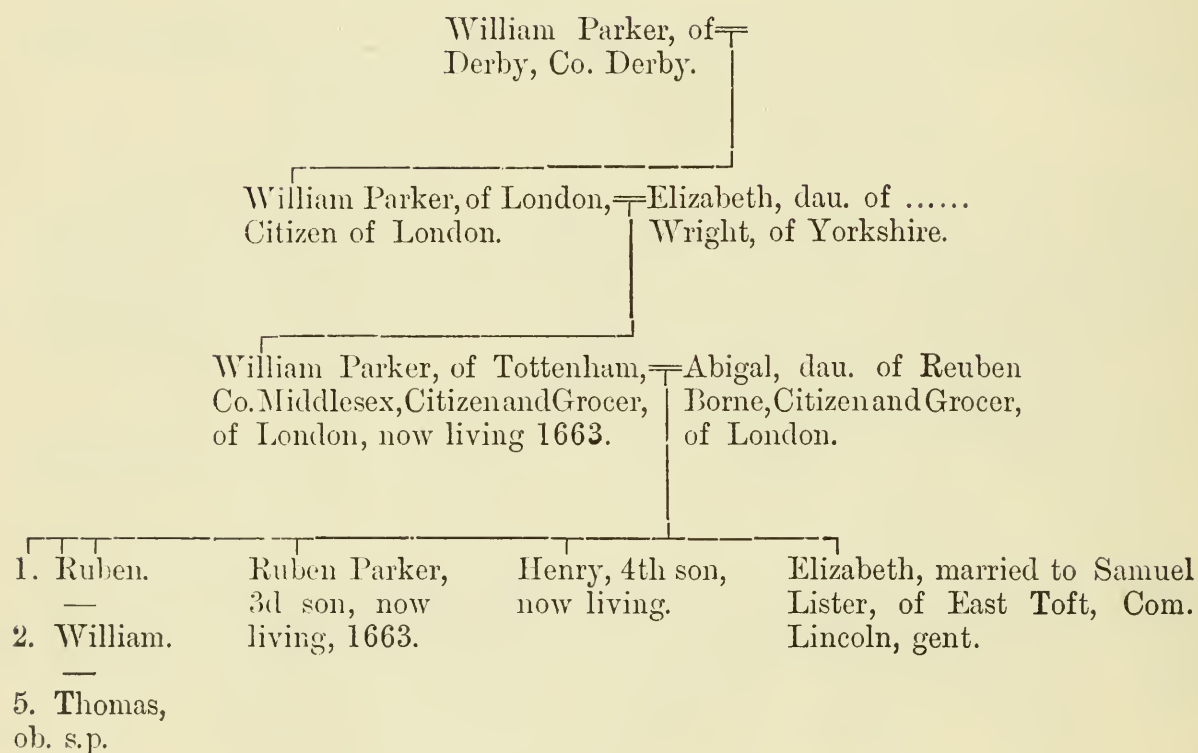 William Parker, of
Derby, Co. Derby.
William Parker, of London,
Citizen of London.
Elizabeth, dau. of ......
Wright, of Yorkshire.
William Parker, of Tottenham,
Co. Middlesex, Citizen and Grocer,
of London, now living 1663.
Abigal, dau. of Reuben
Borne, Citizen and Grocer,
of London.
1. Ruben.
—
2. William.
—
5. Thomas,
ob. s.p.
Ruben Parker,
3d son, now
living, 1663.
Henry, 4th son,
now living.
Elizabeth, married to Samuel
Lister, of East Toft, Com.
Lincoln, gent.